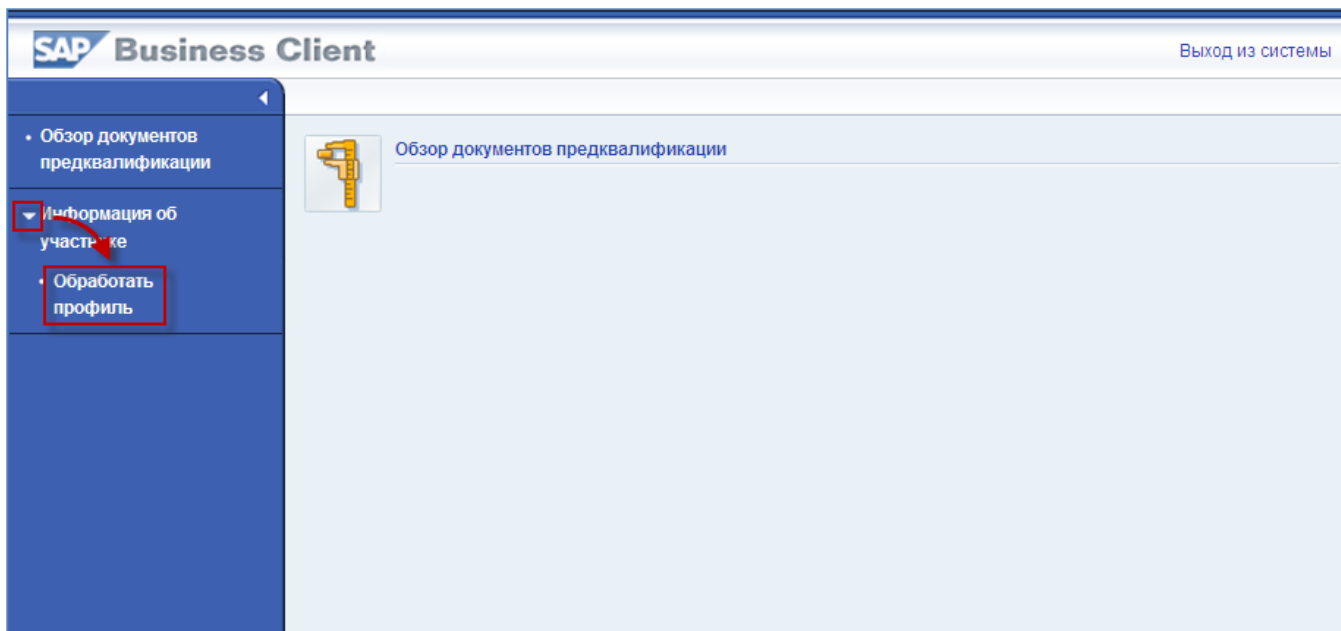 SAP Business Client
Выход из системы
Обзор документов
предквалификации
Информация об
участнике
Обработать
профиль
Обзор документов предквалификации